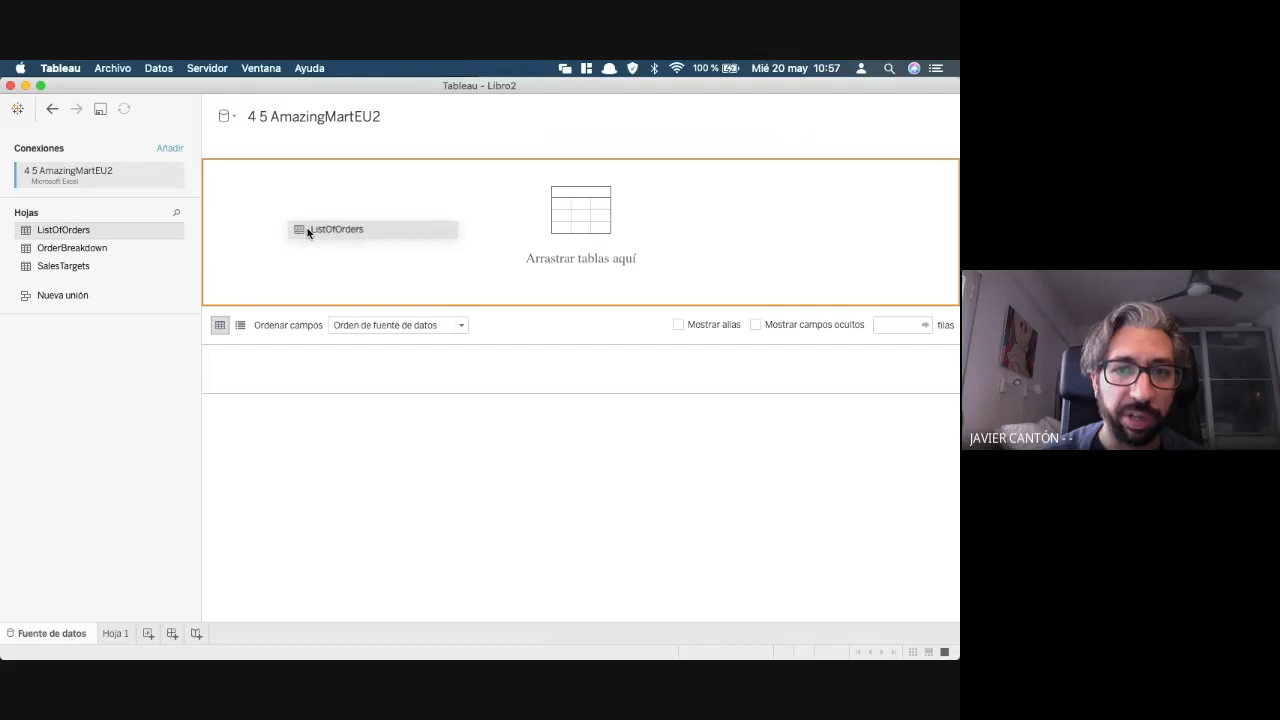 Tableau Archivo Datos Servidor Ventana Ayuda 100 % Mié 20 may 10:57
Tableau - Libro2
4 5 AmazingMartEU2
Conexiones Añadir
4 5 AmazingMartEU2
Microsoft Excel
Hojas
ListOfOrders
OrderBreakdown
SalesTargets
Nueva unión
ListOfOrders
Arrastrar tablas aquí
Ordenar campos Orden de fuente de datos Mostrar alias Mostrar campos ocultos filas
JAVIER CANTÓN - -
Fuente de datos Hoja 1